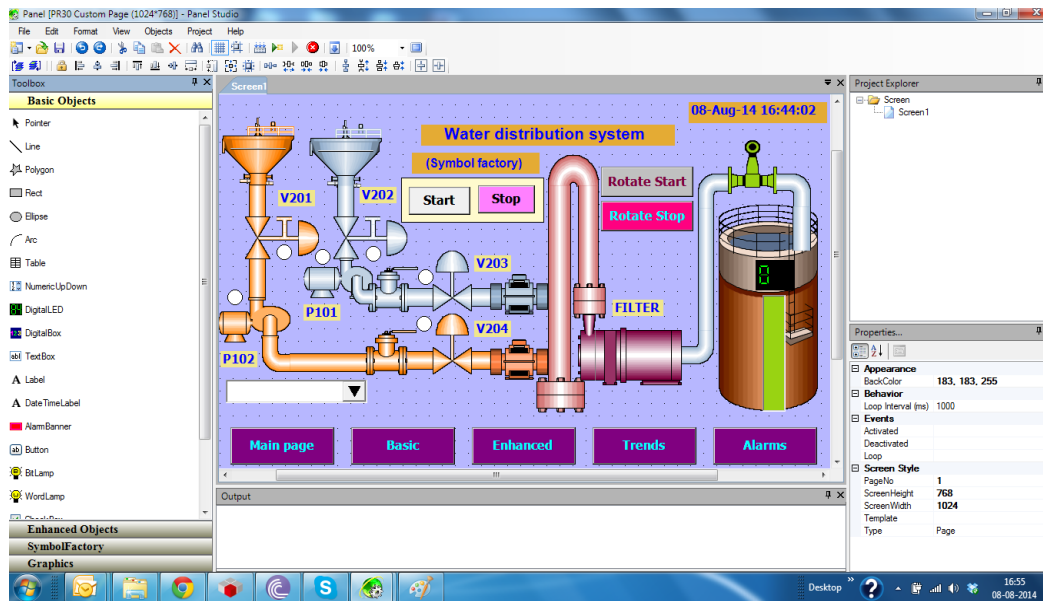 Panel [PR30 Custom Page (1024*768)] - Panel Studio
File Edit Format View Objects Project Help
100%
Toolbox
Basic Objects
Pointer
Line
Polygon
Rect
Ellipse
Arc
Table
NumericUpDown
DigitalLED
DigitalBox
TextBox
Label
DateTimeLabel
AlarmBanner
Button
BitLamp
WordLamp
Enhanced Objects
SymbolFactory
Graphics
Screen1
08-Aug-14 16:44:02
Water distribution system
(Symbol factory)
Start Stop
Rotate Start
Rotate Stop
V201
V202
V203
P101
FILTER
V204
P102
0
Main page Basic Enhanced Trends Alarms
Output
Project Explorer
Screen
Screen1
Properties...
Appearance
BackColor 183, 183, 255
Behavior
Loop Interval (ms) 1000
Events
Activated
Deactivated
Loop
Screen Style
PageNo 1
ScreenHeight 768
ScreenWidth 1024
Template
Type Page
Desktop
16:55
08-08-2014